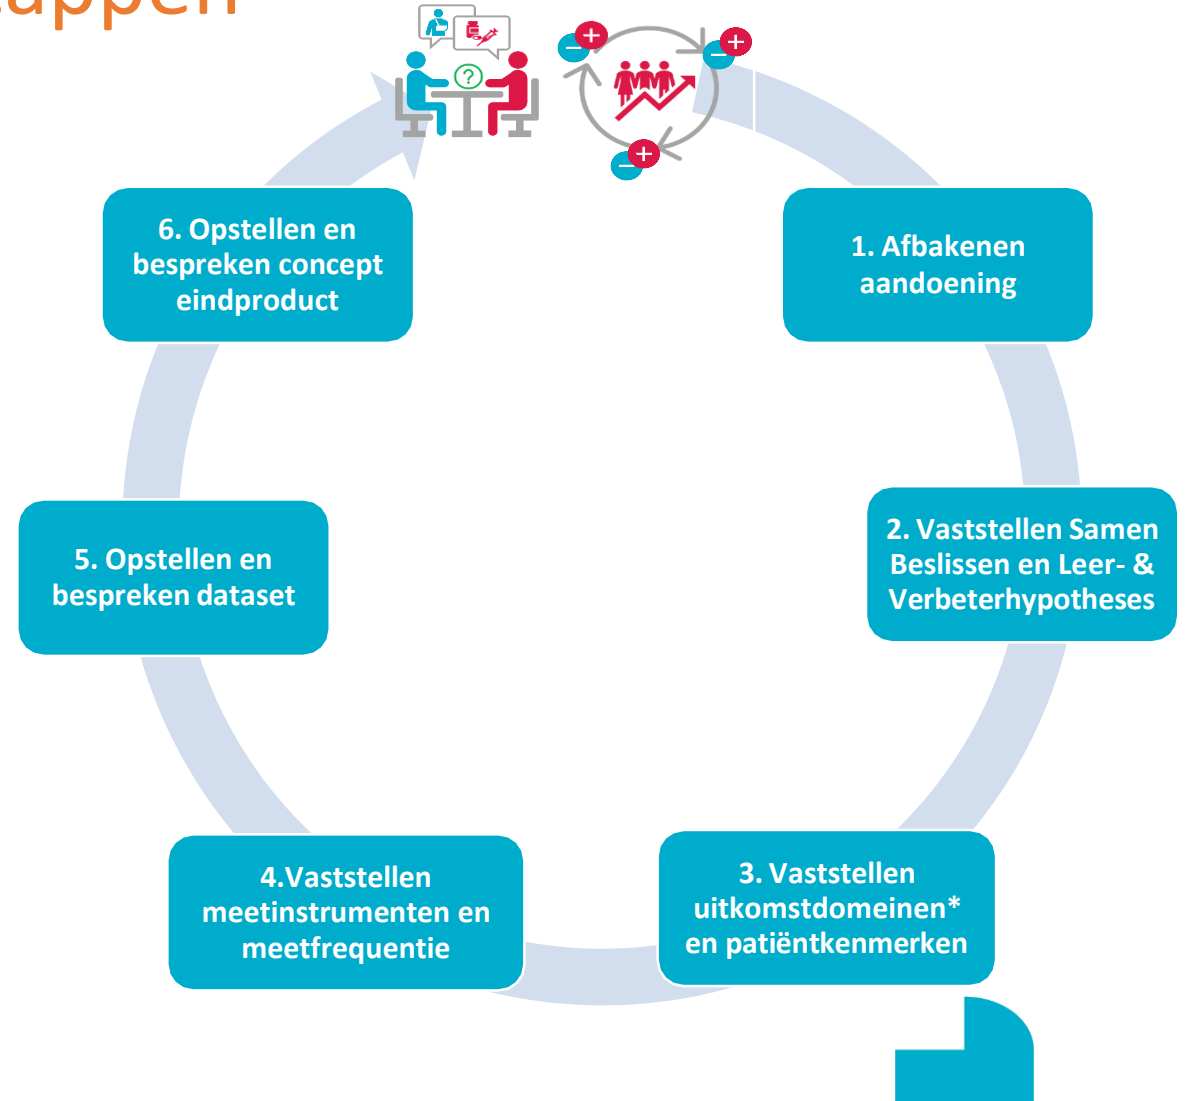 1. Afbakenen
aandoening
2. Vaststellen Samen
Beslissen en Leer- &
Verbeterhypotheses
3. Vaststellen
uitkomstdomeinen*
en patiëntkenmerken
4.Vaststellen
meetinstrumenten en
meetfrequentie
5. Opstellen en
bespreken dataset
6. Opstellen en
bespreken concept
eindproduct